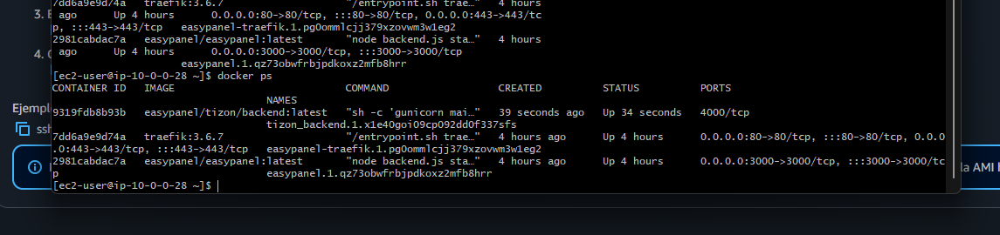 7dd6a9e9d74a   traefik:3.6.7                   "/entrypoint.sh trae…"   4 hours
 ago      Up 4 hours      0.0.0.0:80->80/tcp, :::80->80/tcp, 0.0.0.0:443->443/tc
p, :::443->443/tcp   easypanel-traefik.1.pg0ommlcjj379xzovwm3w1eg2
2981cabdac7a   easypanel/easypanel:latest       "node backend.js sta…"   4 hours
 ago      Up 4 hours      0.0.0.0:3000->3000/tcp, :::3000->3000/tcp
                    easypanel.1.qz73obwfrbjpdkoxz2mfb8hrr
[ec2-user@ip-10-0-0-28 ~]$ docker ps
CONTAINER ID   IMAGE                            COMMAND                  CREATED          STATUS          PORTS
                                  NAMES
9319fdb8b93b   easypanel/tizon/backend:latest   "sh -c 'gunicorn mai…"   39 seconds ago   Up 34 seconds   4000/tcp
                                  tizon_backend.1.x1e40goi09cp092dd0f337sfs
7dd6a9e9d74a   traefik:3.6.7                    "/entrypoint.sh trae…"   4 hours ago      Up 4 hours      0.0.0.0:80->80/tcp, :::80->80/tcp, 0.0.0
.0:443->443/tcp, :::443->443/tcp   easypanel-traefik.1.pg0ommlcjj379xzovwm3w1eg2
2981cabdac7a   easypanel/easypanel:latest       "node backend.js sta…"   4 hours ago      Up 4 hours      0.0.0.0:3000->3000/tcp, :::3000->3000/tc
p                                 easypanel.1.qz73obwfrbjpdkoxz2mfb8hrr
[ec2-user@ip-10-0-0-28 ~]$
3. E
4.
Ejempl
ssh
la AMI